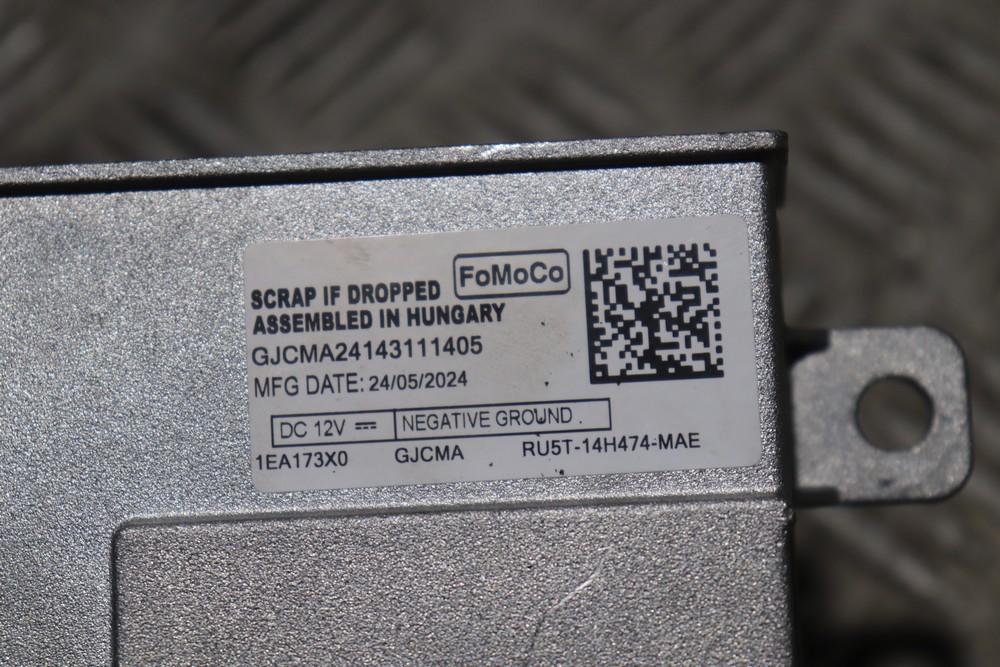 FoMoCo
SCRAP IF DROPPED
ASSEMBLED IN HUNGARY
GJCMA24143111405
MFG DATE: 24/05/2024
DC 12V ⎓ NEGATIVE GROUND .
1EA173X0 GJCMA RU5T-14H474-MAE